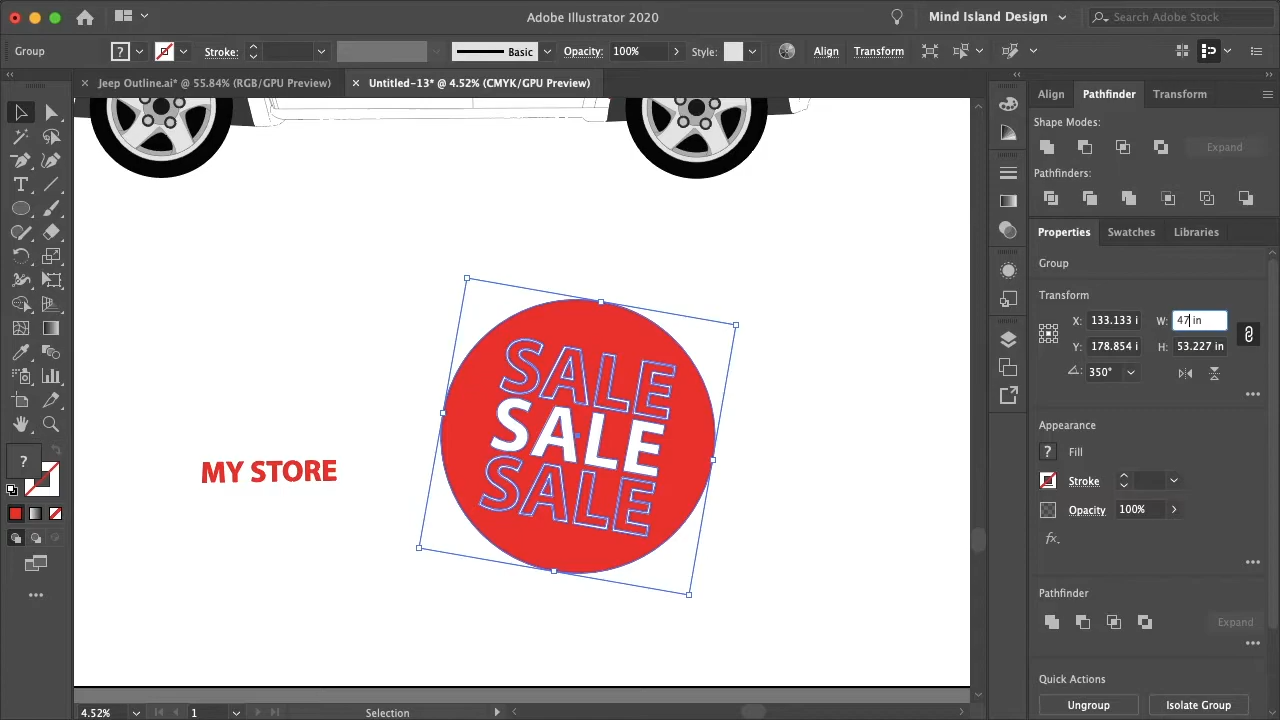 Adobe Illustrator 2020
Mind Island Design
Search Adobe Stock
Group
?
Stroke:
Basic
Opacity:
100%
Style:
Align
Transform
Jeep Outline.ai* @ 55.84% (RGB/GPU Preview)
Untitled-13* @ 4.52% (CMYK/GPU Preview)
Align
Pathfinder
Transform
Shape Modes:
Expand
Pathfinders:
Properties
Swatches
Libraries
Group
Transform
X: 133.133 i
W: 47 in
Y: 178.854 i
H: 53.227 in
350°
Appearance
? Fill
Stroke
Opacity 100%
fx.
Pathfinder
Expand
Quick Actions
Ungroup
Isolate Group
SALE
SALE
SALE
MY STORE
?
4.52%
1
Selection